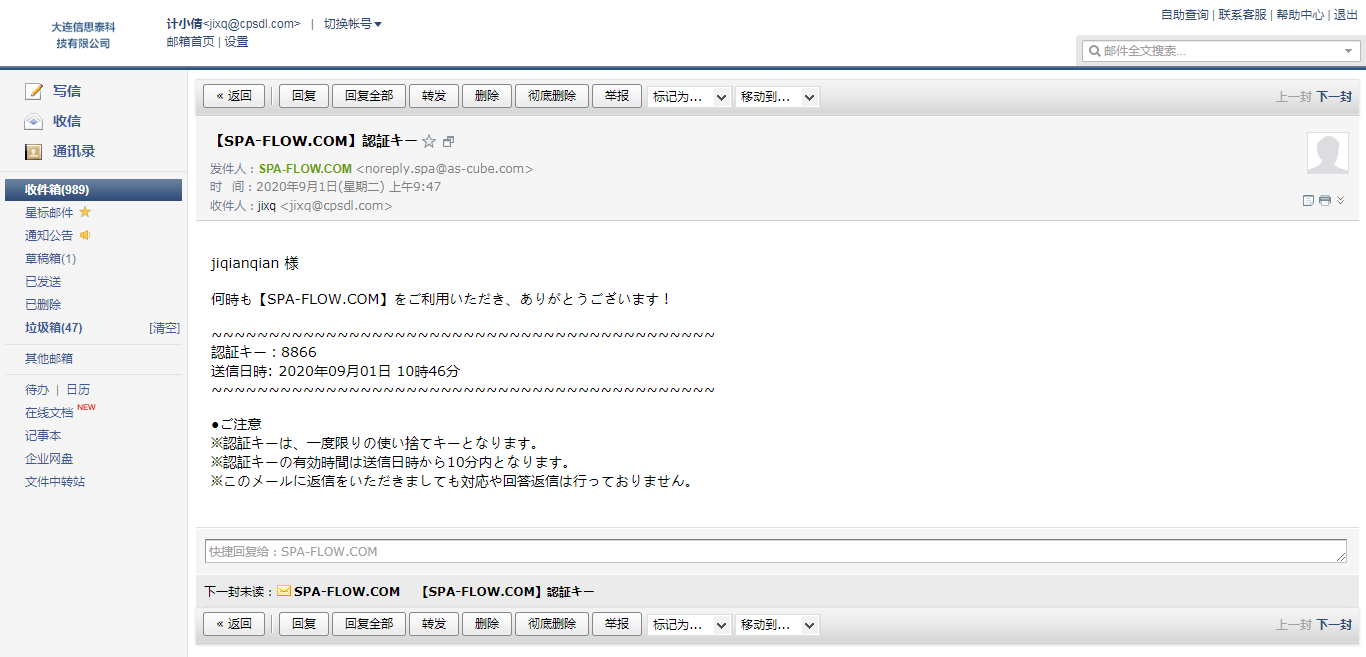 大连信思泰科
技有限公司
计小倩<jixq@cpsdl.com> | 切换帐号
邮箱首页 | 设置
自助查询 | 联系客服 | 帮助中心 | 退出
邮件全文搜索...
写信
收信
通讯录
收件箱(989)
星标邮件
通知公告
草稿箱(1)
已发送
已删除
垃圾箱(47) [清空]
其他邮箱
待办 | 日历
在线文档 NEW
记事本
企业网盘
文件中转站
« 返回 回复 回复全部 转发 删除 彻底删除 举报 标记为... 移动到... 上一封 下一封
【SPA-FLOW.COM】認証キー
发件人：SPA-FLOW.COM <noreply.spa@as-cube.com>
时 间：2020年9月1日(星期二) 上午9:47
收件人：jixq <jixq@cpsdl.com>
jiqianqian 様
何時も【SPA-FLOW.COM】をご利用いただき、ありがとうございます！
~~~~~~~~~~~~~~~~~~~~~~~~~~~~~~~~~~~~~~~~~~~~
認証キー：8866
送信日時: 2020年09月01日 10時46分
~~~~~~~~~~~~~~~~~~~~~~~~~~~~~~~~~~~~~~~~~~~~
●ご注意
※認証キーは、一度限りの使い捨てキーとなります。
※認証キーの有効時間は送信日時から10分内となります。
※このメールに返信をいただきましても対応や回答返信は行っておりません。
快捷回复给：SPA-FLOW.COM
下一封未读：SPA-FLOW.COM 【SPA-FLOW.COM】認証キー
« 返回 回复 回复全部 转发 删除 彻底删除 举报 标记为... 移动到... 上一封 下一封